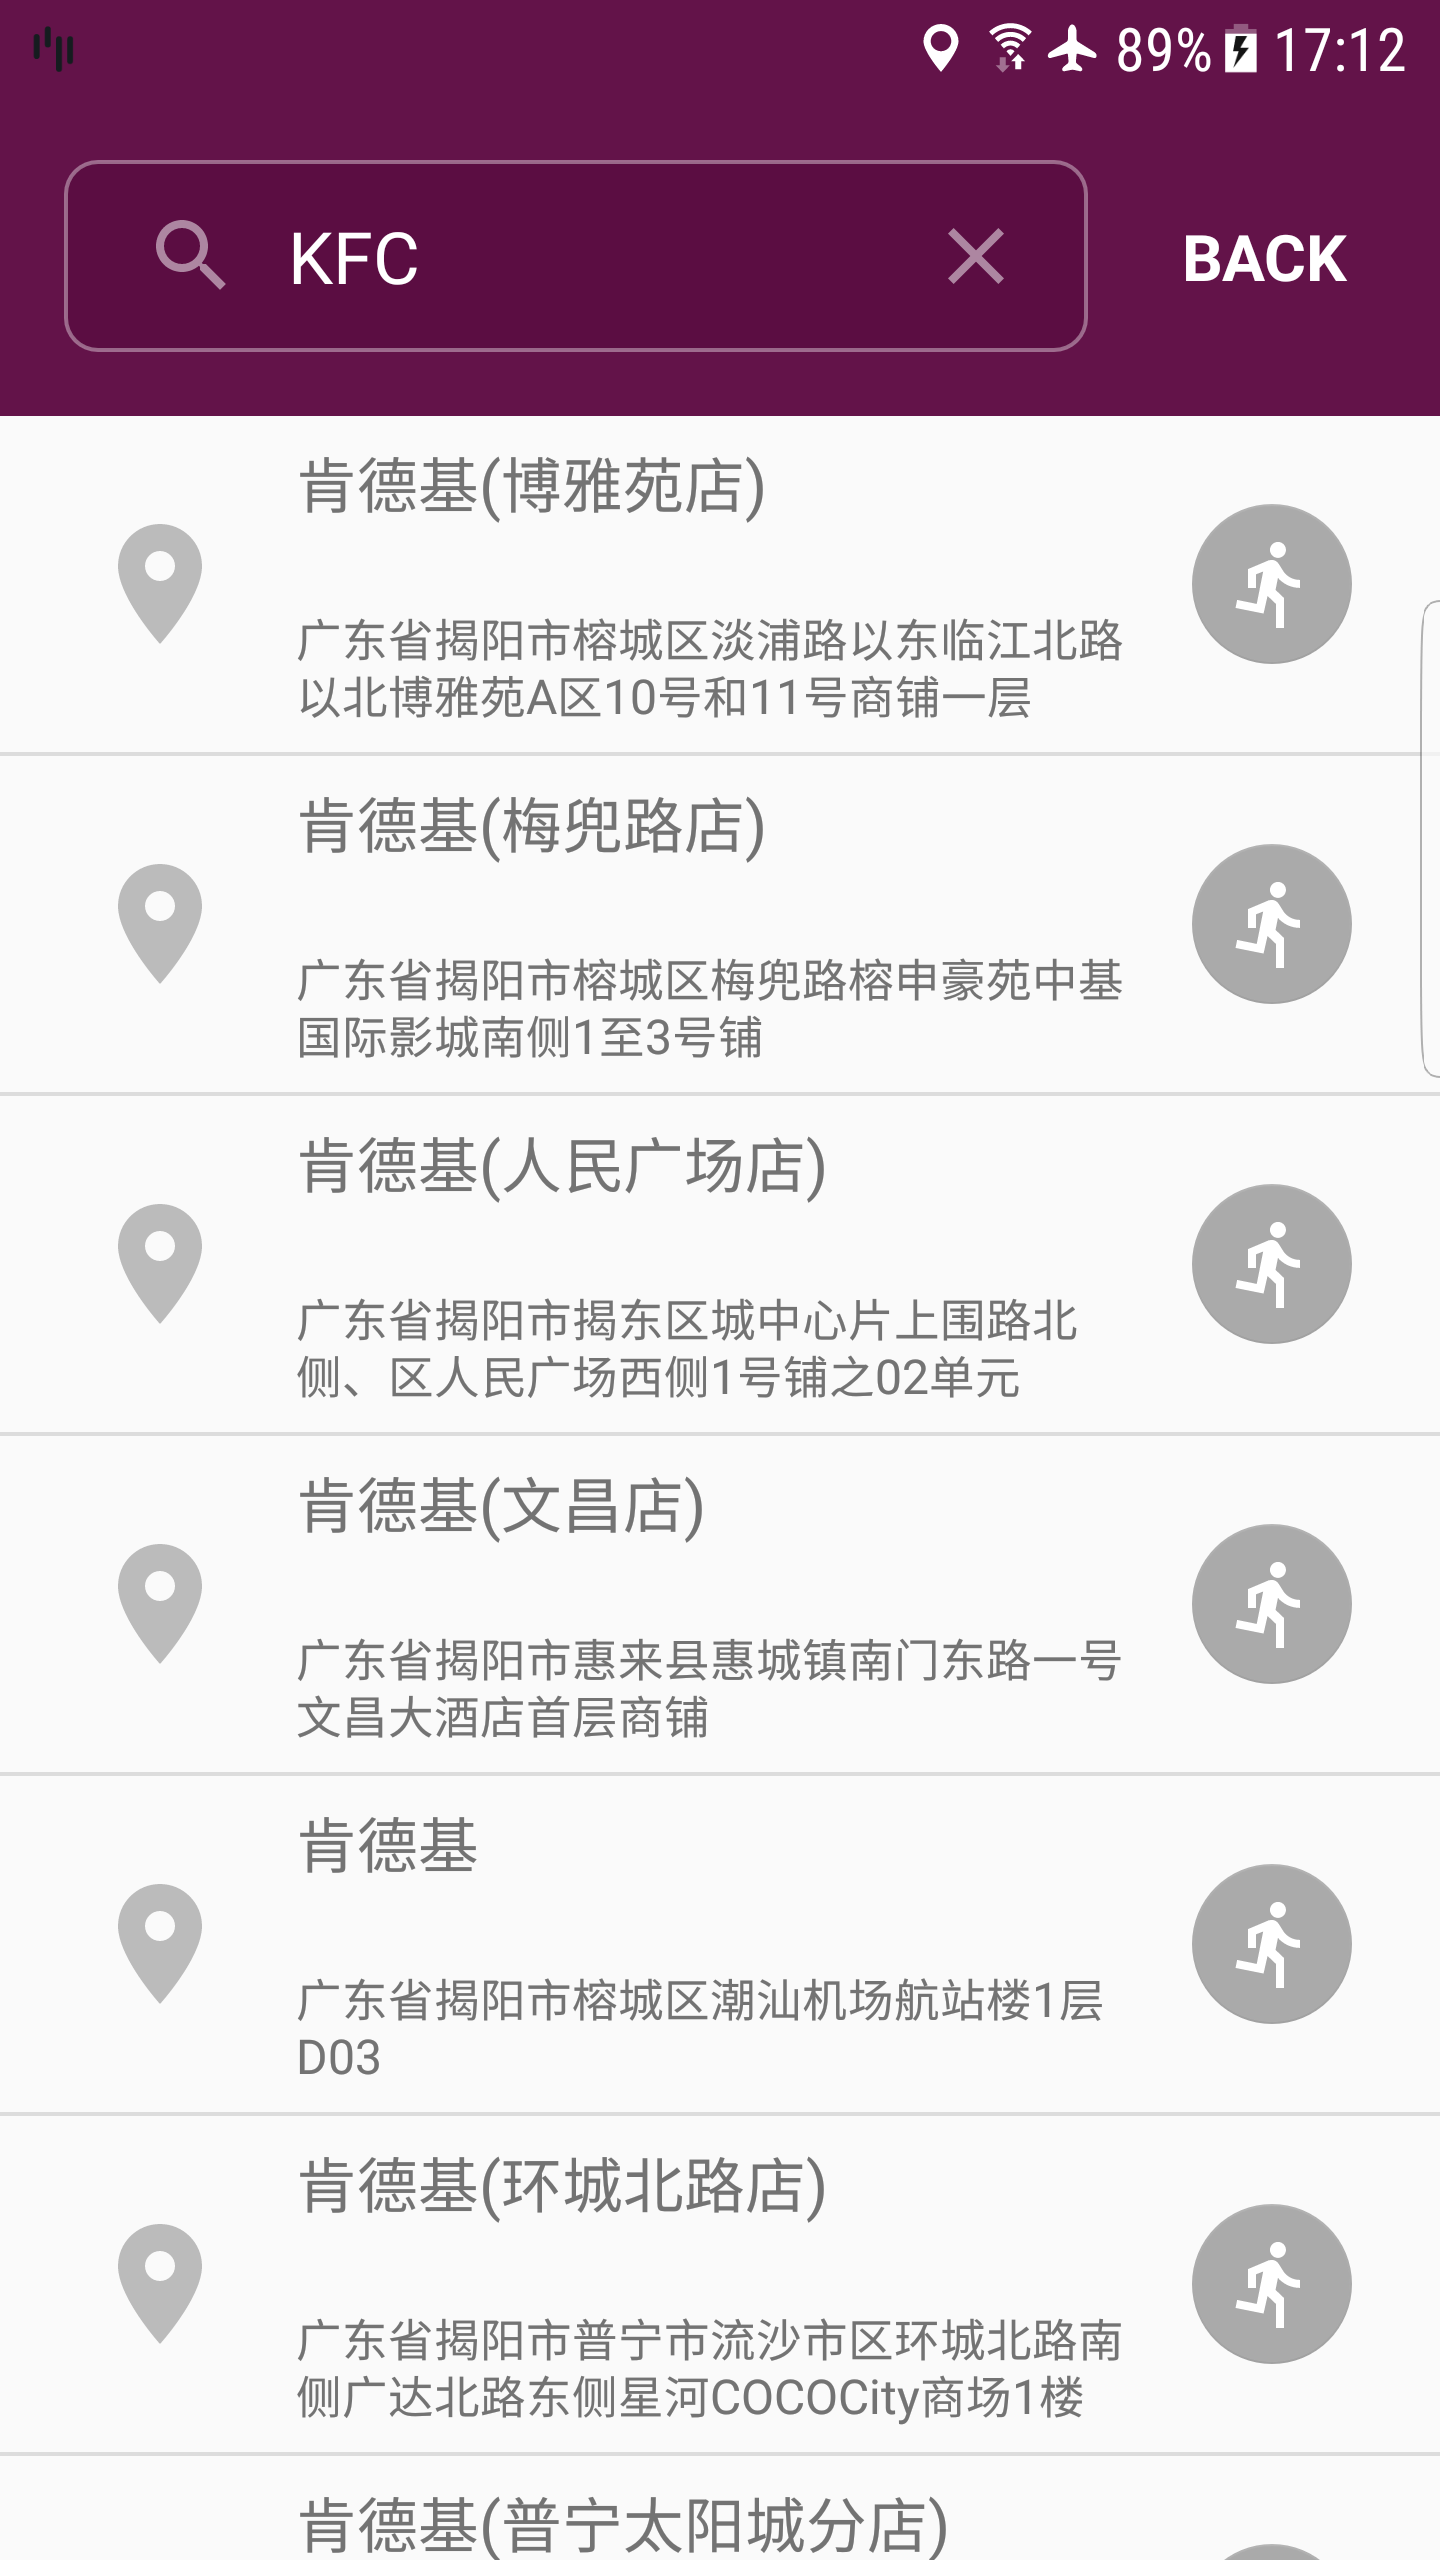 89% 17:12
KFC
BACK
肯德基(博雅苑店)
广东省揭阳市榕城区淡浦路以东临江北路
以北博雅苑A区10号和11号商铺一层
肯德基(梅兜路店)
广东省揭阳市榕城区梅兜路榕申豪苑中基
国际影城南侧1至3号铺
肯德基(人民广场店)
广东省揭阳市揭东区城中心片上围路北
侧、区人民广场西侧1号铺之02单元
肯德基(文昌店)
广东省揭阳市惠来县惠城镇南门东路一号
文昌大酒店首层商铺
肯德基
广东省揭阳市榕城区潮汕机场航站楼1层
D03
肯德基(环城北路店)
广东省揭阳市普宁市流沙市区环城北路南
侧广达北路东侧星河COCOCity商场1楼
肯德基(普宁太阳城分店)